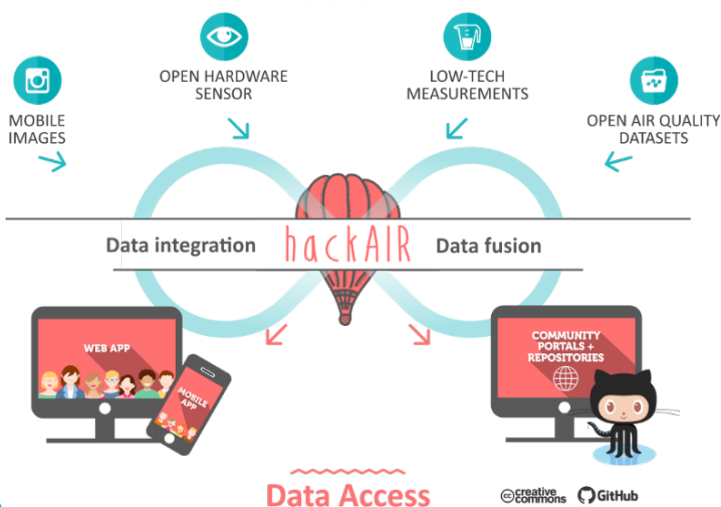 OPEN HARDWARE
SENSOR
LOW-TECH
MEASUREMENTS
MOBILE
IMAGES
OPEN AIR QUALITY
DATASETS
Data integration
hackAIR
Data fusion
WEB APP
MOBILE
APP
COMMUNITY
PORTALS +
REPOSITORIES
Data Access
cc creative
commons
GitHub